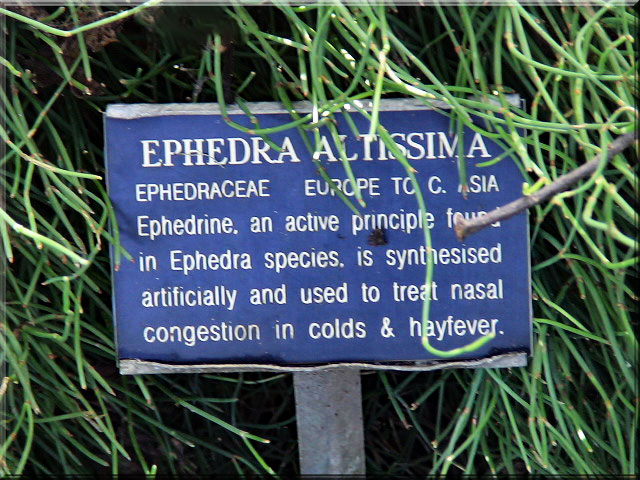 EPHEDRA ALTISSIMA
EPHEDRACEAE EUROPE TO C. ASIA
Ephedrine, an active principle found
in Ephedra species, is synthesised
artificially and used to treat nasal
congestion in colds & hayfever.